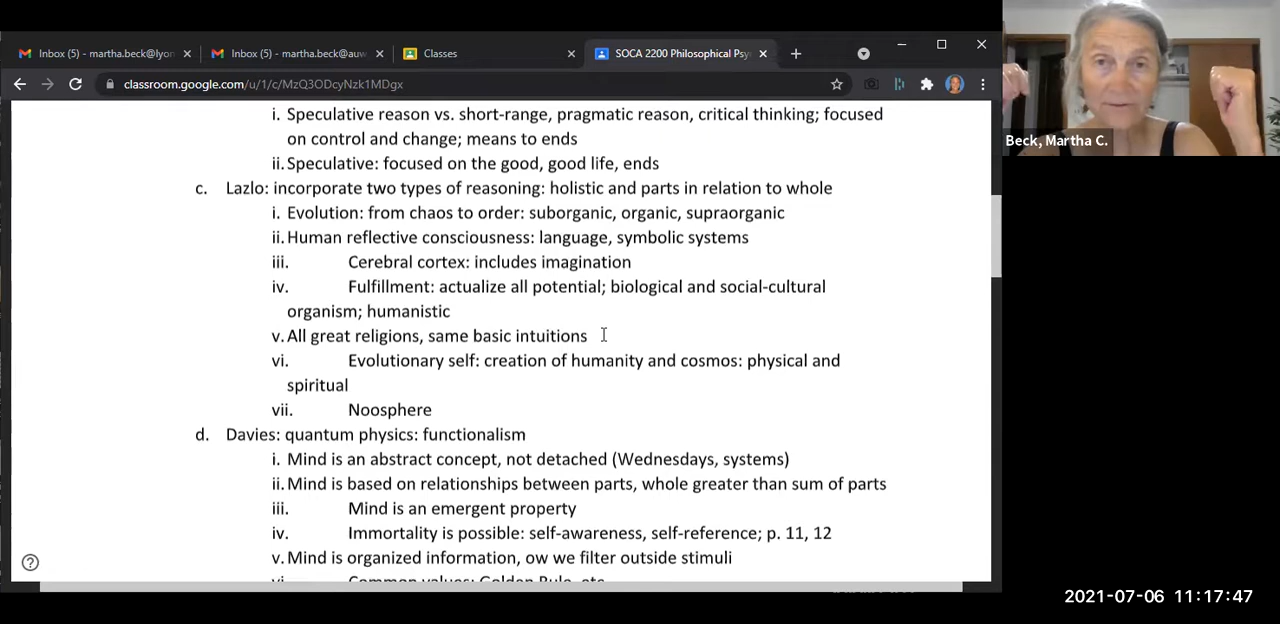 Inbox (5) - martha.beck@lyon
Inbox (5) - martha.beck@auw
Classes
SOCA 2200 Philosophical Psy
classroom.google.com/u/1/c/MzQ3ODcyNzk1MDgx
Beck, Martha C.
i. Speculative reason vs. short-range, pragmatic reason, critical thinking; focused
on control and change; means to ends
ii. Speculative: focused on the good, good life, ends
c. Lazlo: incorporate two types of reasoning: holistic and parts in relation to whole
i. Evolution: from chaos to order: suborganic, organic, supraorganic
ii. Human reflective consciousness: language, symbolic systems
iii. Cerebral cortex: includes imagination
iv. Fulfillment: actualize all potential; biological and social-cultural
organism; humanistic
v. All great religions, same basic intuitions
vi. Evolutionary self: creation of humanity and cosmos: physical and
spiritual
vii. Noosphere
d. Davies: quantum physics: functionalism
i. Mind is an abstract concept, not detached (Wednesdays, systems)
ii. Mind is based on relationships between parts, whole greater than sum of parts
iii. Mind is an emergent property
iv. Immortality is possible: self-awareness, self-reference; p. 11, 12
v. Mind is organized information, ow we filter outside stimuli
vi. Common values: Golden Rule, etc
2021-07-06 11:17:47